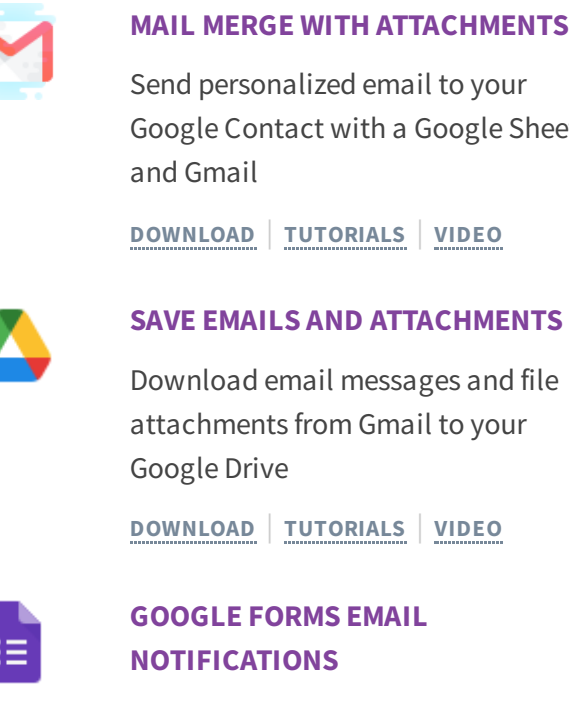 MAIL MERGE WITH ATTACHMENTS
Send personalized email to your
Google Contact with a Google Shee
and Gmail
DOWNLOAD TUTORIALS VIDEO
SAVE EMAILS AND ATTACHMENTS
Download email messages and file
attachments from Gmail to your
Google Drive
DOWNLOAD TUTORIALS VIDEO
GOOGLE FORMS EMAIL
NOTIFICATIONS